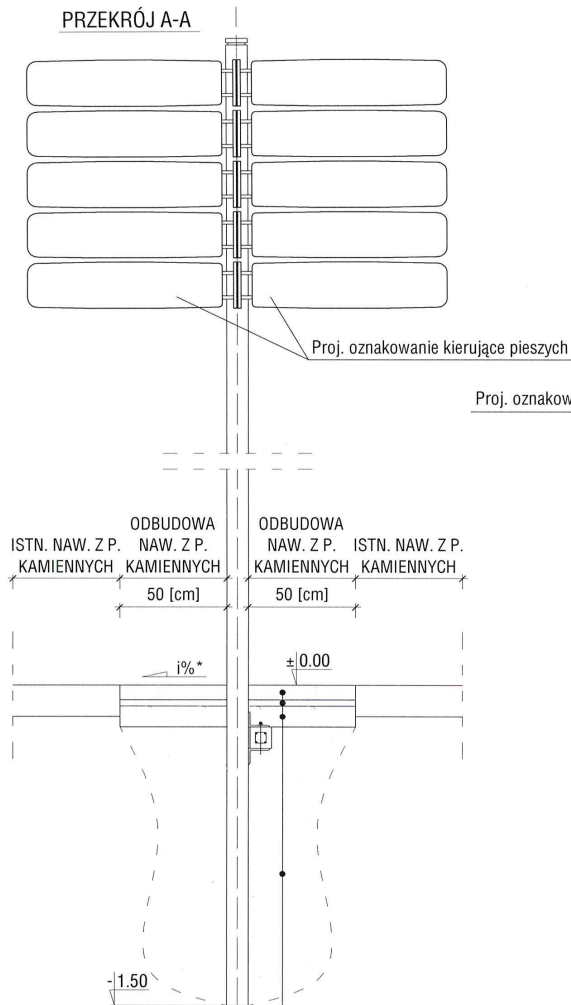 PRZEKRÓJ A-A
Proj. oznakowanie kierujące pieszych
Proj. oznakow
ISTN. NAW. Z P.
KAMIENNYCH
ODBUDOWA
NAW. Z P.
KAMIENNYCH
ODBUDOWA
NAW. Z P.
KAMIENNYCH
ISTN. NAW. Z P.
KAMIENNYCH
50 [cm]
50 [cm]
i%*
±0.00
-1.50